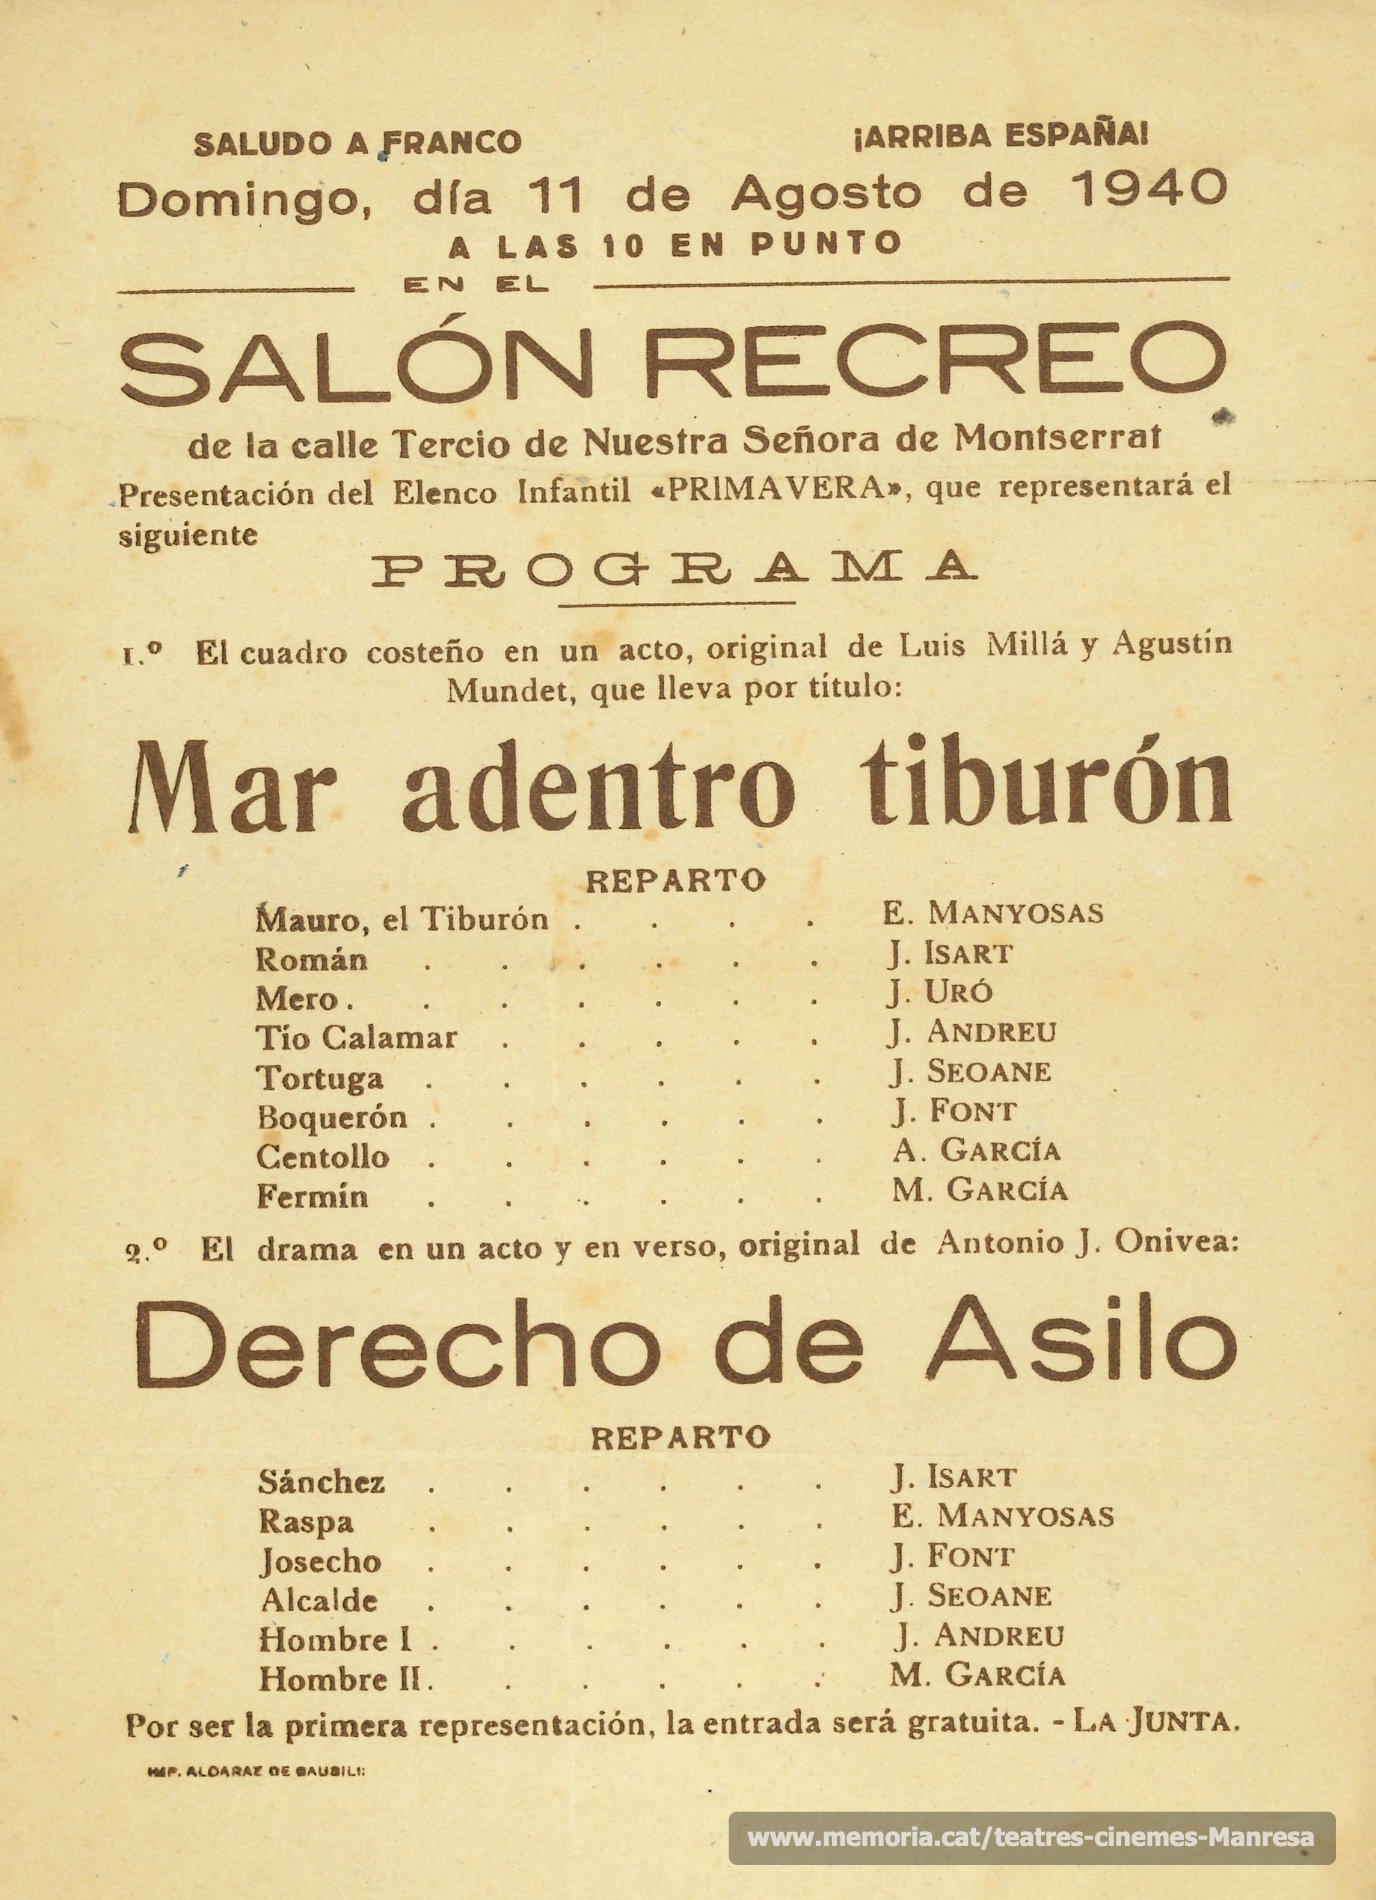 SALUDO A FRANCO ¡ARRIBA ESPAÑA!
Domingo, día 11 de Agosto de 1940
A LAS 10 EN PUNTO
EN EL
SALÓN RECREO
de la calle Tercio de Nuestra Señora de Montserrat
Presentación del Elenco Infantil «PRIMAVERA», que representará el
siguiente
PROGRAMA
1.º El cuadro costeño en un acto, original de Luis Millá y Agustín
Mundet, que lleva por título:
Mar adentro tiburón
REPARTO
Mauro, el Tiburón . . . . E. MANYOSAS
Román . . . . . . J. ISART
Mero . . . . . . . J. URÓ
Tío Calamar . . . . . J. ANDREU
Tortuga . . . . . . J. SEOANE
Boquerón . . . . . . J. FONT
Centollo . . . . . . A. GARCÍA
Fermín . . . . . . M. GARCÍA
2.º El drama en un acto y en verso, original de Antonio J. Onivea:
Derecho de Asilo
REPARTO
Sánchez . . . . . . J. ISART
Raspa . . . . . . E. MANYOSAS
Josecho . . . . . . J. FONT
Alcalde . . . . . . J. SEOANE
Hombre I . . . . . . J. ANDREU
Hombre II . . . . . . M. GARCÍA
Por ser la primera representación, la entrada será gratuita. - LA JUNTA.
IMP. DE
www.memoria.cat/teatres-cinemes-Manresa